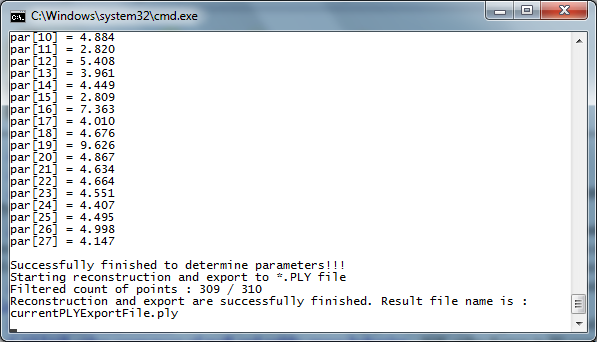 C:\Windows\system32\cmd.exe
par[10] = 4.884
par[11] = 2.820
par[12] = 5.408
par[13] = 3.961
par[14] = 4.449
par[15] = 2.809
par[16] = 7.363
par[17] = 4.010
par[18] = 4.676
par[19] = 9.626
par[20] = 4.867
par[21] = 4.634
par[22] = 4.664
par[23] = 4.551
par[24] = 4.407
par[25] = 4.495
par[26] = 4.998
par[27] = 4.147
Successfully finished to determine parameters!!!
Starting reconstruction and export to *.PLY file
Filtered count of points : 309 / 310
Reconstruction and export are successfully finished. Result file name is :
currentPLYExportFile.ply